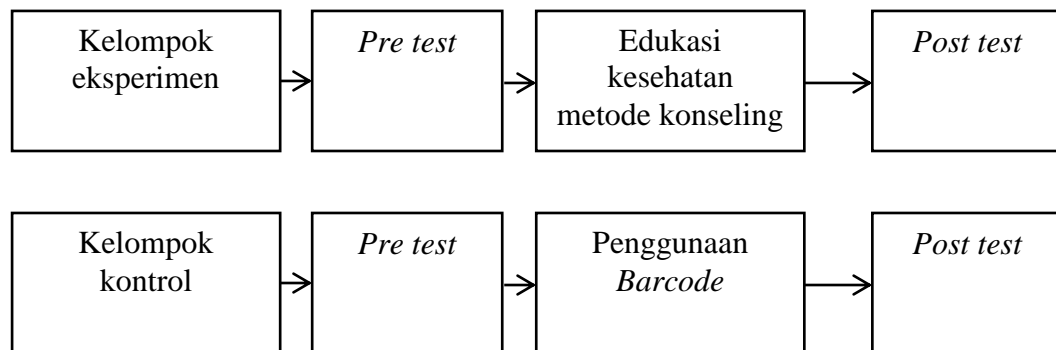 Kelompok
eksperimen
Pre test
Edukasi
kesehatan
metode konseling
Post test
Kelompok
kontrol
Pre test
Penggunaan
Barcode
Post test